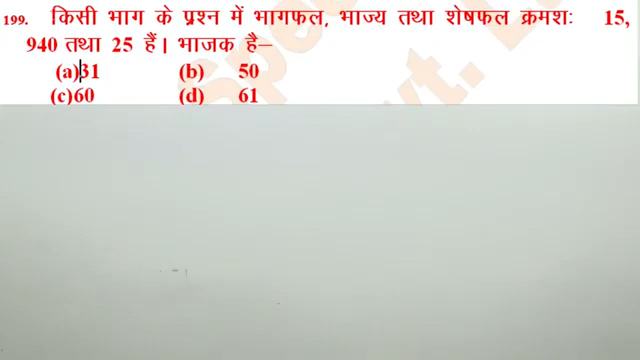 199. किसी भाग के प्रश्न में भागफल, भाज्य तथा शेषफल क्रमशः 15,
940 तथा 25 हैं। भाजक है–
(a)31 (b) 50
(c)60 (d) 61